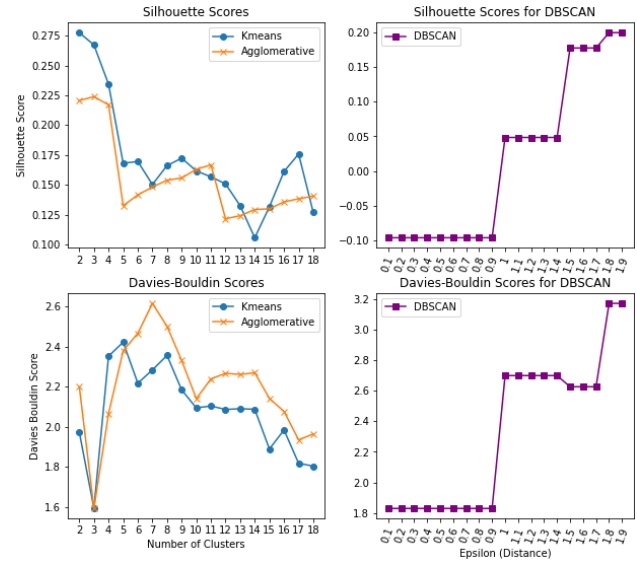 Silhouette Scores
Silhouette Score
0.275
0.250
0.225
0.200
0.175
0.150
0.125
0.100
Kmeans
Agglomerative
2 3 4 5 6 7 8 9 10 11 12 13 14 15 16 17 18
Silhouette Scores for DBSCAN
0.20
0.15
0.10
0.05
0.00
−0.05
−0.10
DBSCAN
0.1 0.2 0.3 0.4 0.5 0.6 0.7 0.8 0.9 1 1.1 1.2 1.3 1.4 1.5 1.6 1.7 1.8 1.9
Davies-Bouldin Scores
Davies Bouldin Score
2.6
2.4
2.2
2.0
1.8
1.6
Kmeans
Agglomerative
2 3 4 5 6 7 8 9 10 11 12 13 14 15 16 17 18
Number of Clusters
Davies-Bouldin Scores for DBSCAN
3.2
3.0
2.8
2.6
2.4
2.2
2.0
1.8
DBSCAN
0.1 0.2 0.3 0.4 0.5 0.6 0.7 0.8 0.9 1 1.1 1.2 1.3 1.4 1.5 1.6 1.7 1.8 1.9
Epsilon (Distance)